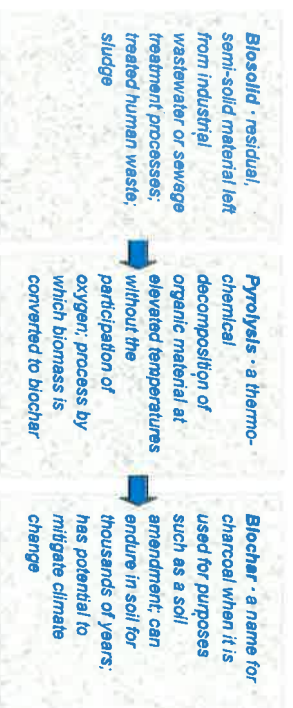 Biosolid - residual,
semi-solid material left
from industrial
wastewater or sewage
treatment processes;
treated human waste,
sludge
Pyrolysis - a thermo-
chemical
decomposition of
organic material at
elevated temperatures
without the
participation of
oxygen; process by
which biomass is
converted to biochar
Biochar - a name for
charcoal when it is
used for purposes
such as a soil
amendment; can
endure in soil for
thousands of years;
has potential to
mitigate climate
change